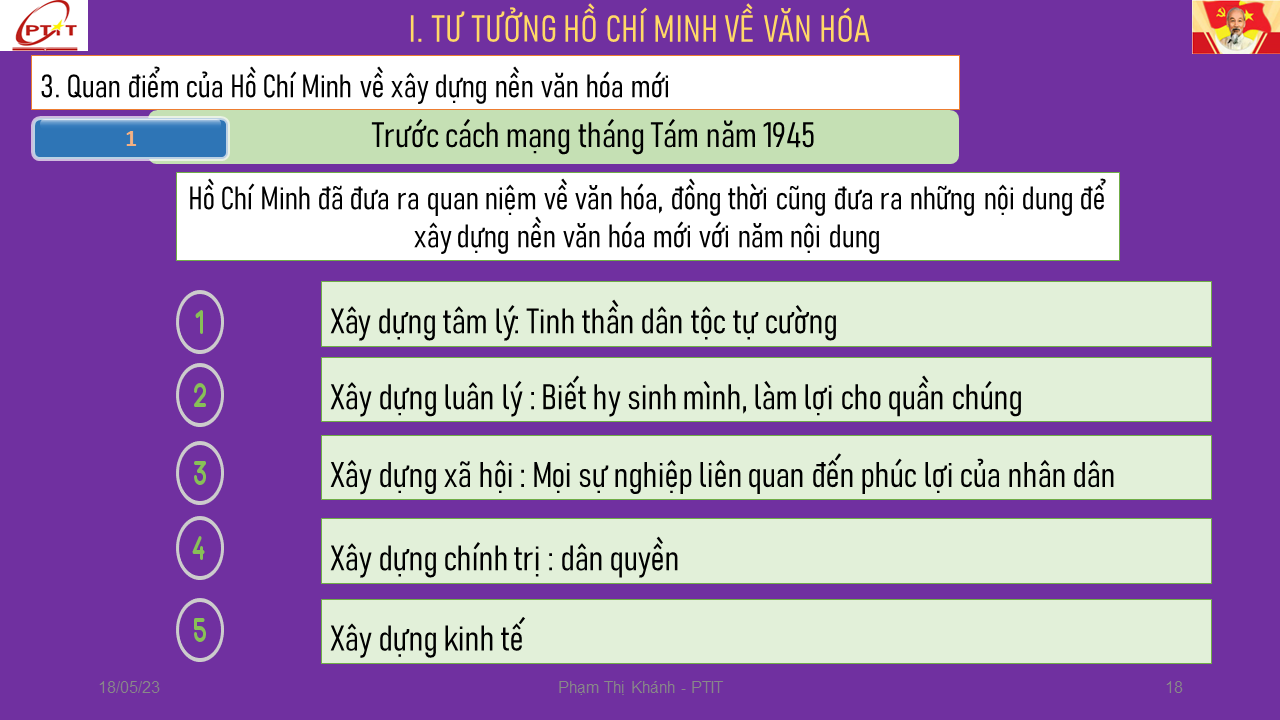 PTIT
I. TƯ TƯỞNG HỒ CHÍ MINH VỀ VĂN HÓA
3. Quan điểm của Hồ Chí Minh về xây dựng nền văn hóa mới
1
Trước cách mạng tháng Tám năm 1945
Hồ Chí Minh đã đưa ra quan niệm về văn hóa, đồng thời cũng đưa ra những nội dung để
xây dựng nền văn hóa mới với năm nội dung
1
Xây dựng tâm lý: Tinh thần dân tộc tự cường
2
Xây dựng luân lý : Biết hy sinh mình, làm lợi cho quần chúng
3
Xây dựng xã hội : Mọi sự nghiệp liên quan đến phúc lợi của nhân dân
4
Xây dựng chính trị : dân quyền
5
Xây dựng kinh tế
18/05/23
Phạm Thị Khánh - PTIT
18